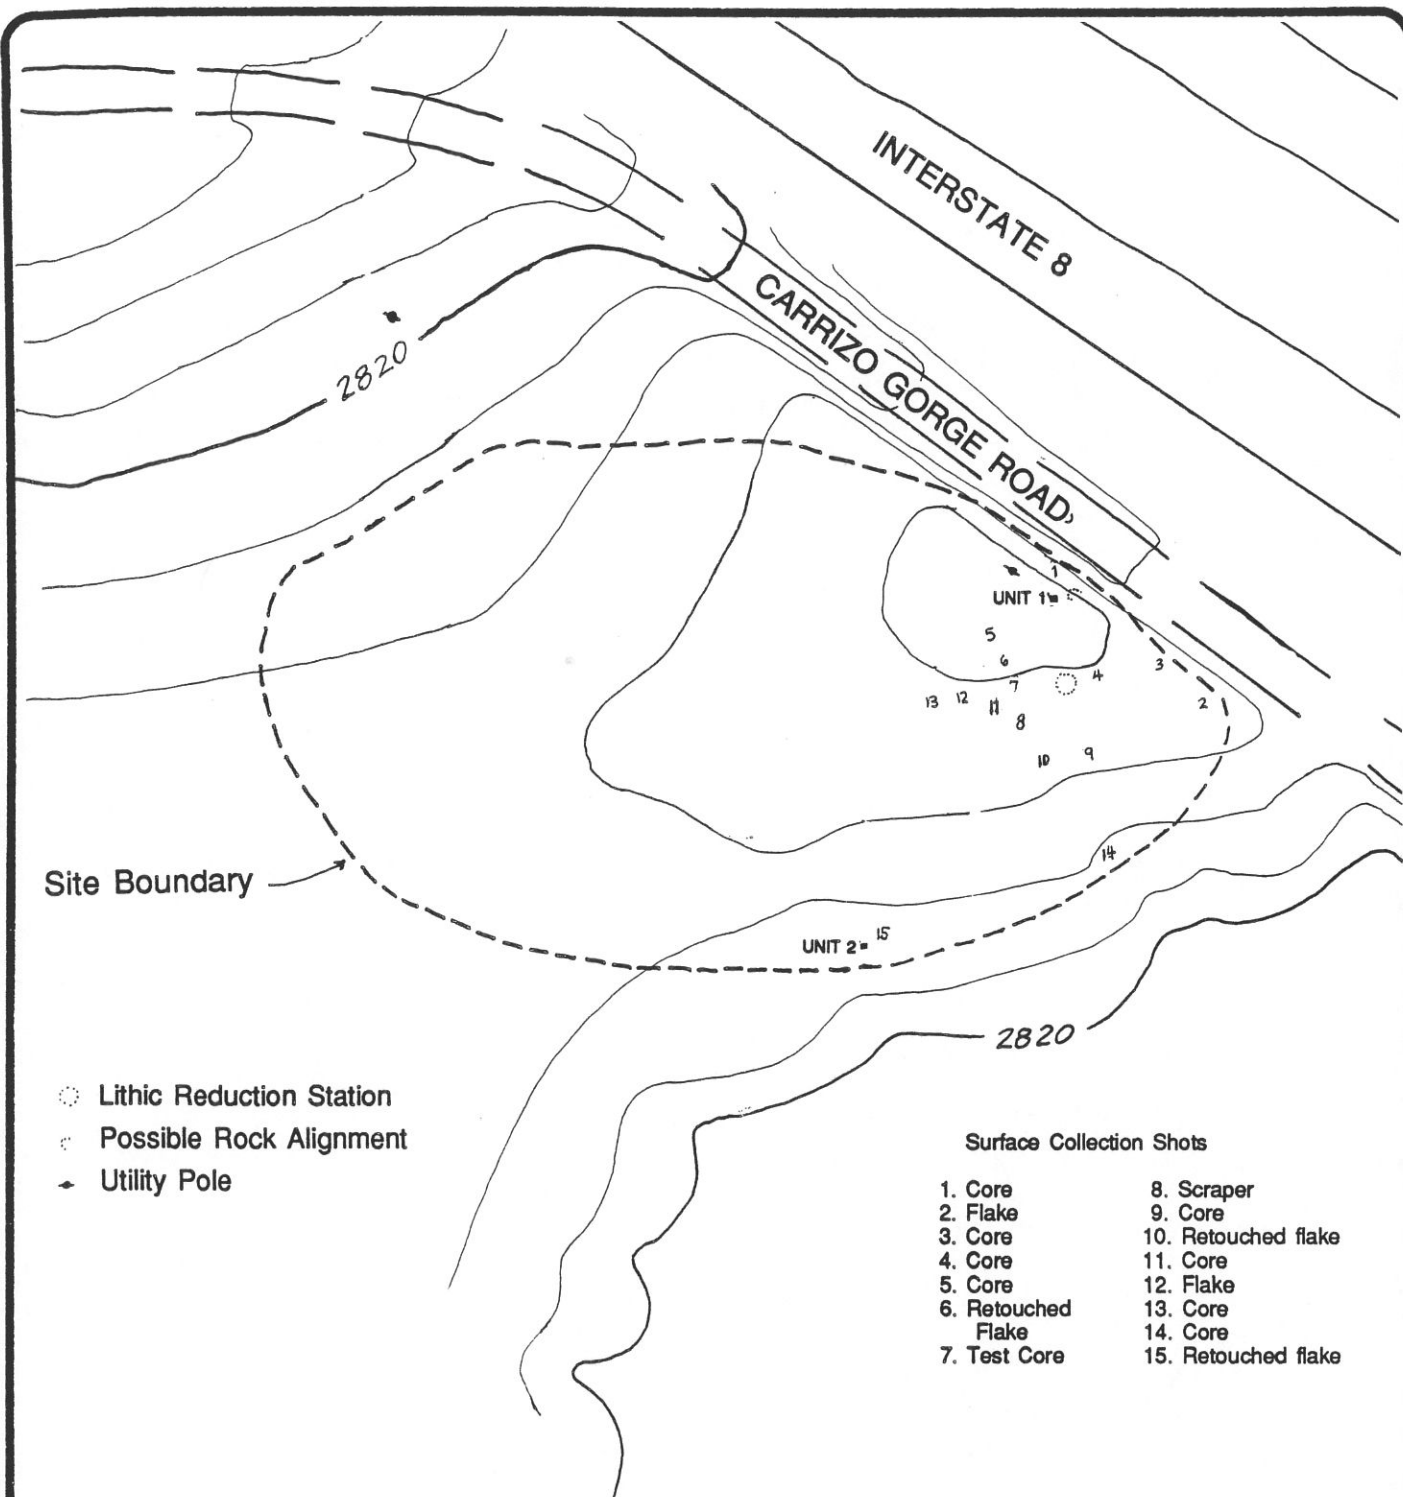 INTERSTATE 8
CARRIZO GORGE ROAD
2820
1
UNIT 1
5
6
3
7
4
13
12
11
2
8
10
9
14
Site Boundary
UNIT 2
15
2820
Lithic Reduction Station
Possible Rock Alignment
Utility Pole
Surface Collection Shots
1. Core
2. Flake
3. Core
4. Core
5. Core
6. Retouched
Flake
7. Test Core
8. Scraper
9. Core
10. Retouched flake
11. Core
12. Flake
13. Core
14. Core
15. Retouched flake